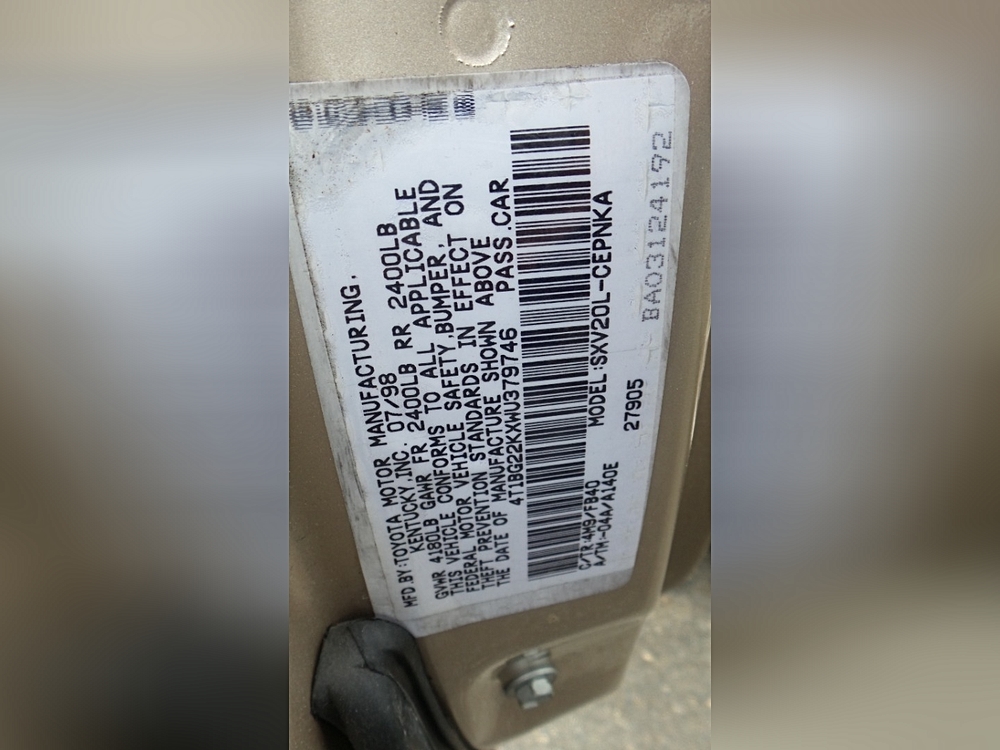 MFD.BY:TOYOTA MOTOR MANUFACTURING,
KENTUCKY,INC. 07/98
GVWR 4180LB GAWR FR 2400LB RR 2400LB
THIS VEHICLE CONFORMS TO ALL APPLICABLE
FEDERAL MOTOR VEHICLE SAFETY,BUMPER, AND
THEFT PREVENTION STANDARDS IN EFFECT ON
THE DATE OF MANUFACTURE SHOWN ABOVE
4T1BG22KXWU379746 PASS.CAR
C/TR:4M9/FB40 MODEL:SXV20L-CEPNKA
A/TM-04A/A140E
27905
BA03124192